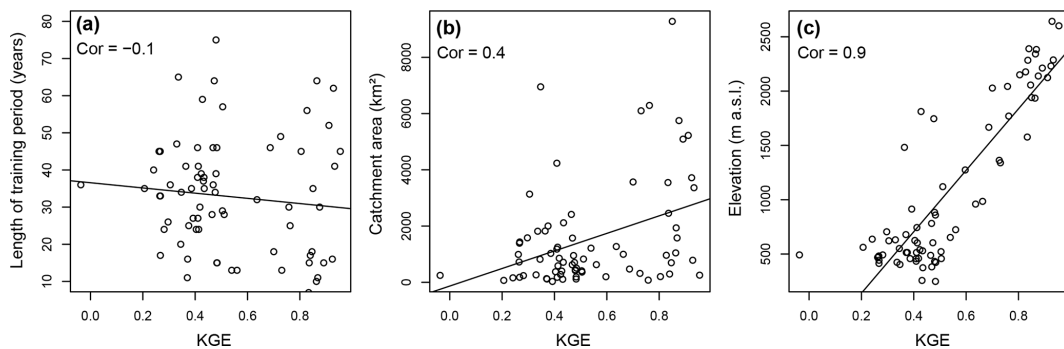 (a)
Cor = −0.1
Length of training period (years)
10 20 30 40 50 60 70 80
0.0 0.2 0.4 0.6 0.8
KGE
(b)
Cor = 0.4
Catchment area (km²)
0 2000 4000 6000 8000
0.0 0.2 0.4 0.6 0.8
KGE
(c)
Cor = 0.9
Elevation (m a.s.l.)
500 1000 1500 2000 2500
0.0 0.2 0.4 0.6 0.8
KGE